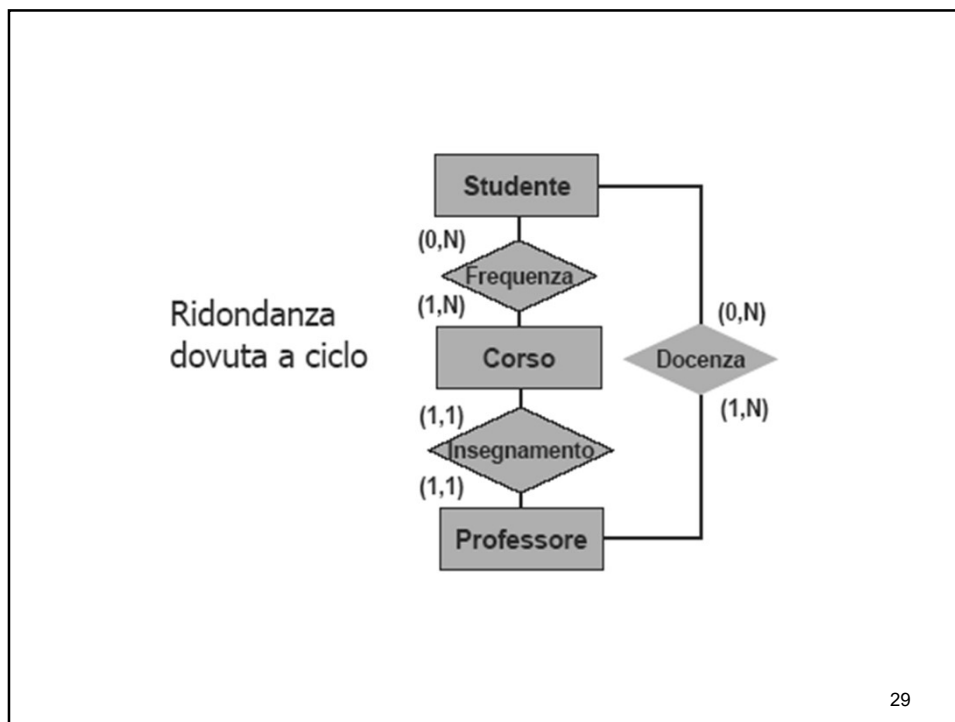 Ridondanza
dovuta a ciclo
Studente
(0,N)
Frequenza
(1,N)
Corso
(1,1)
Insegnamento
(1,1)
Professore
(0,N)
Docenza
(1,N)
29